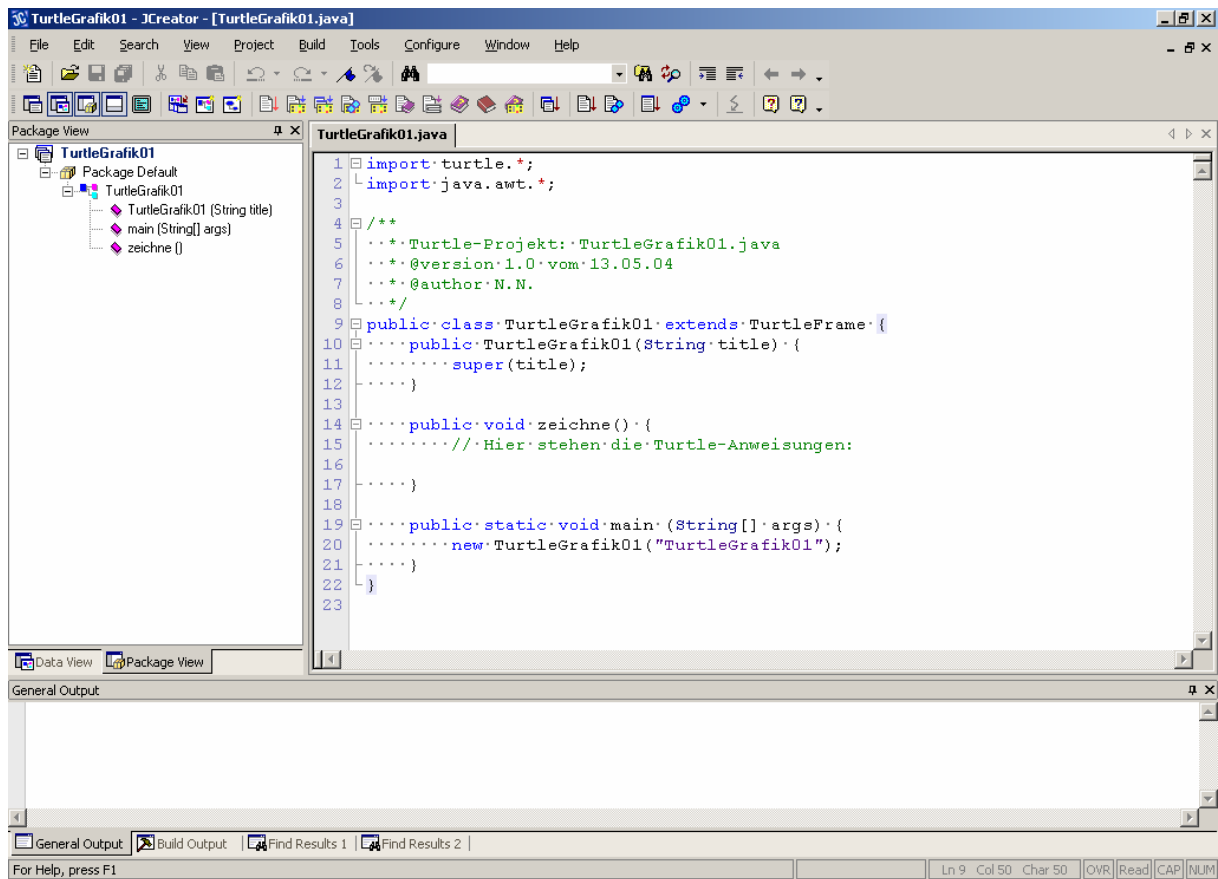 TurtleGrafik01 - JCreator - [TurtleGrafik01.java]
File Edit Search View Project Build Tools Configure Window Help
Package View
TurtleGrafik01
Package Default
TurtleGrafik01
TurtleGrafik01 (String title)
main (String[] args)
zeichne ()
Data View Package View
TurtleGrafik01.java
1 import·turtle.*;
2 import·java.awt.*;
3
4 /**
5 ··*·Turtle-Projekt:·TurtleGrafik01.java
6 ··*·@version·1.0·vom·13.05.04
7 ··*·@author·N.N.
8 ··*/
9 public·class·TurtleGrafik01·extends·TurtleFrame·{
10 ····public·TurtleGrafik01(String·title)·{
11 ········super(title);
12 ····}
13
14 ····public·void·zeichne()·{
15 ········//·Hier·stehen·die·Turtle-Anweisungen:
16
17 ····}
18
19 ····public·static·void·main·(String[]·args)·{
20 ········new·TurtleGrafik01("TurtleGrafik01");
21 ····}
22 }
23
General Output
General Output Build Output Find Results 1 Find Results 2
For Help, press F1 Ln 9 Col 50 Char 50 OVR Read CAP NUM